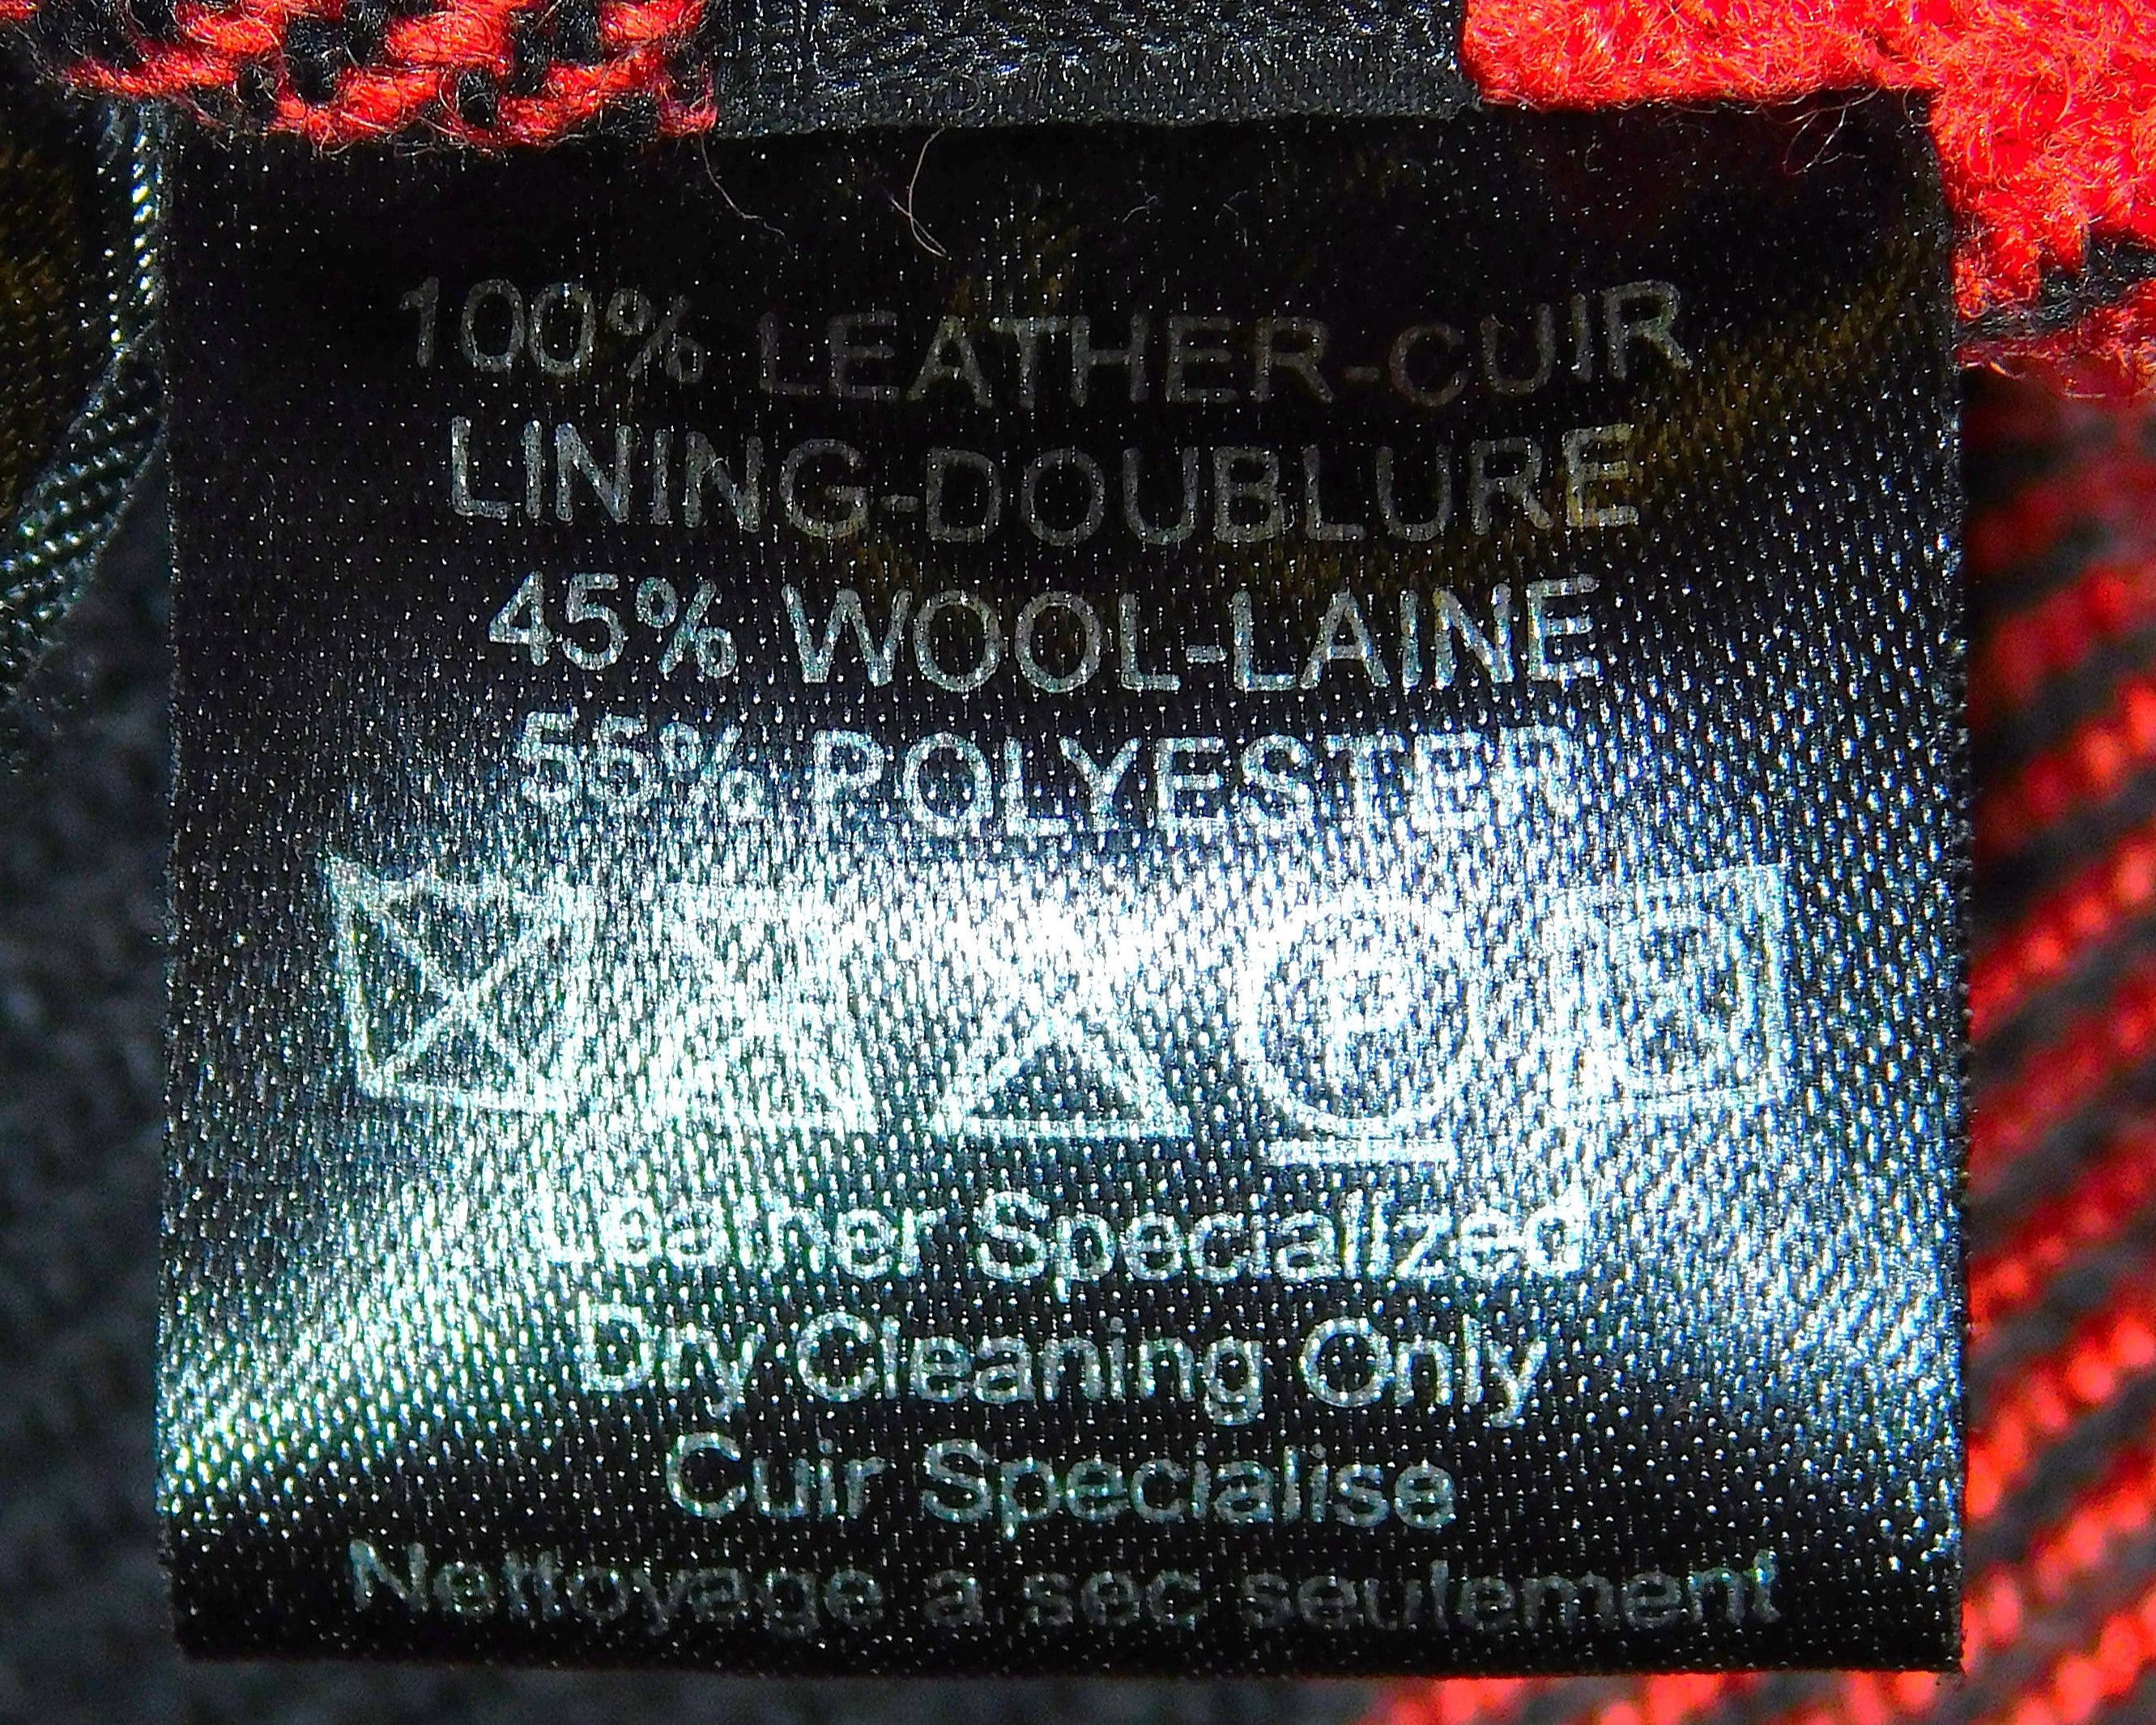 100% LEATHER-CUIR
LINING-DOUBLURE
45% WOOL-LAINE
55% POLYESTER
P
Leather Specialized
Dry Cleaning Only
Cuir Specialise
Nettoyage a sec seulement